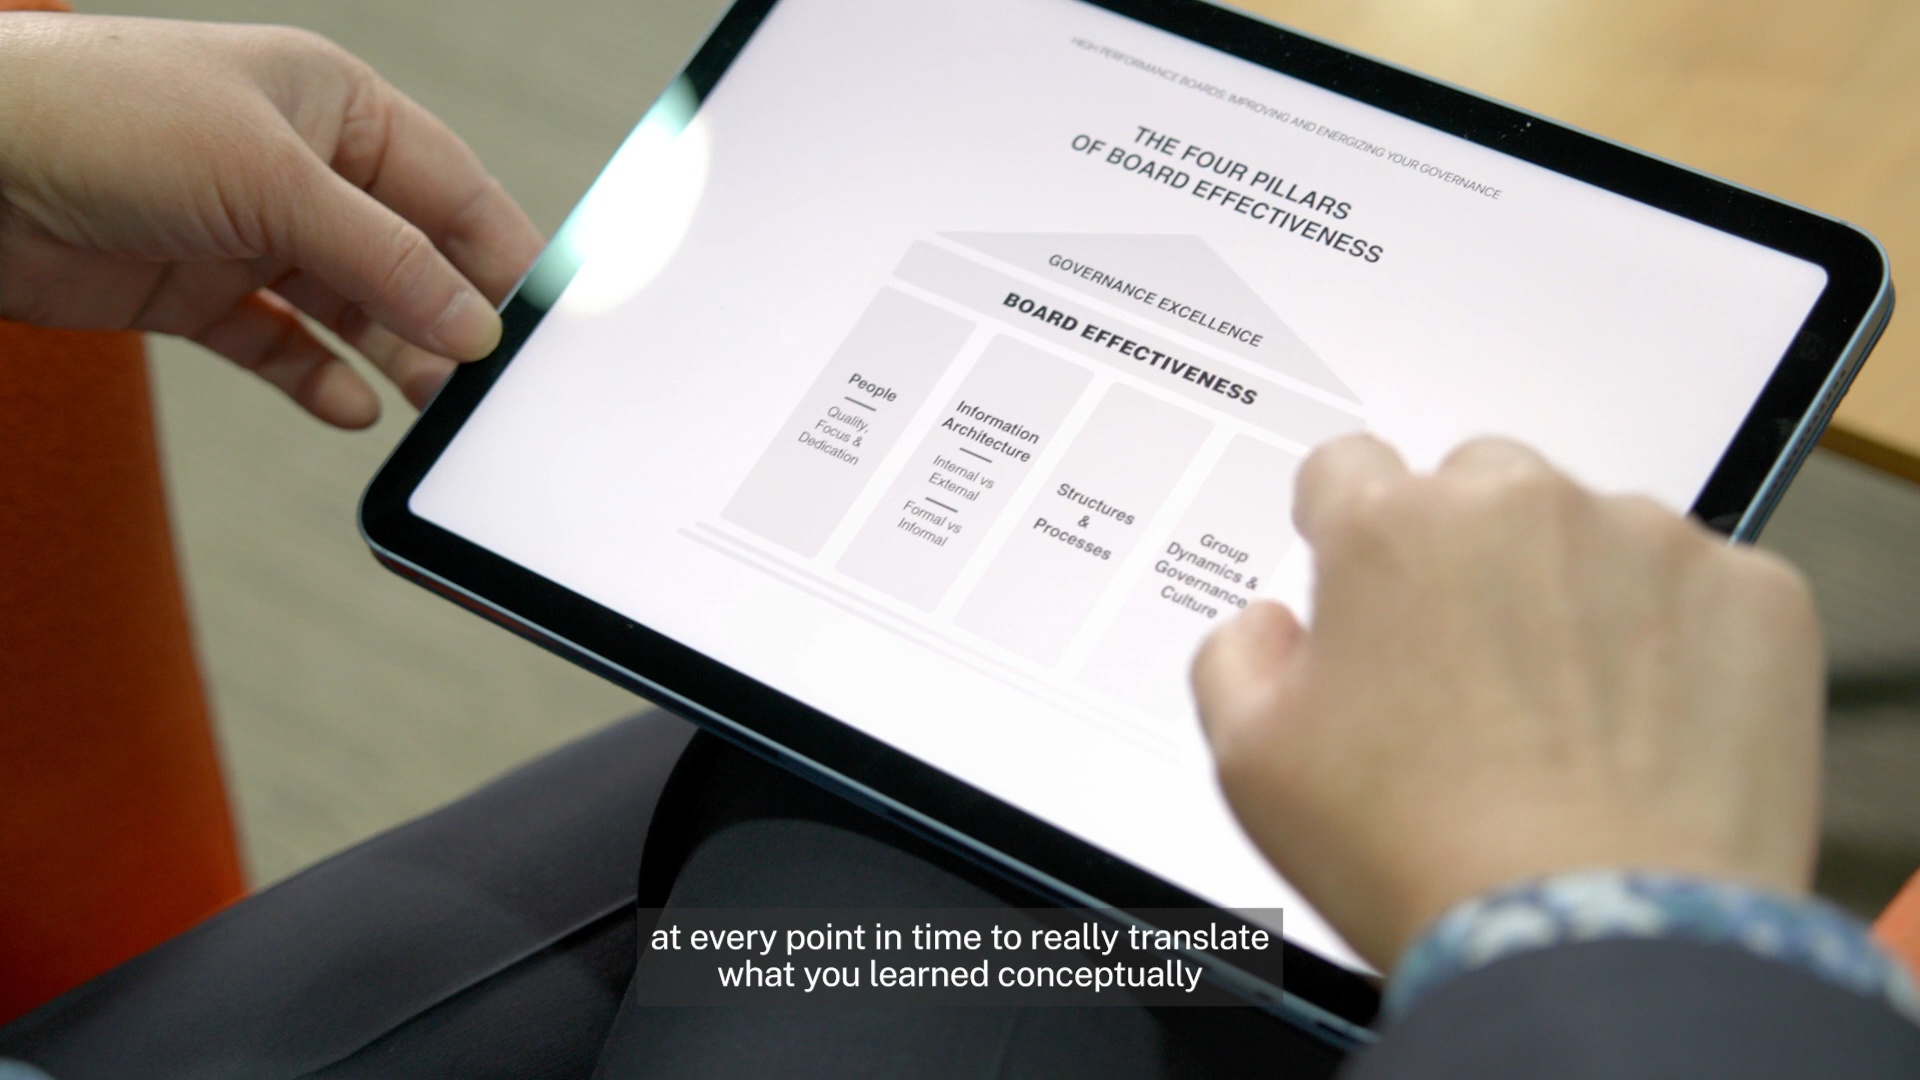 HIGH PERFORMANCE BOARDS: IMPROVING AND ENERGIZING YOUR GOVERNANCE
THE FOUR PILLARS
OF BOARD EFFECTIVENESS
GOVERNANCE EXCELLENCE
BOARD EFFECTIVENESS
People
Quality,
Focus &
Dedication
Information
Architecture
Internal vs
External
Formal vs
Informal
Structures
&
Processes
Group
Dynamics &
Governance
Culture
at every point in time to really translate
what you learned conceptually